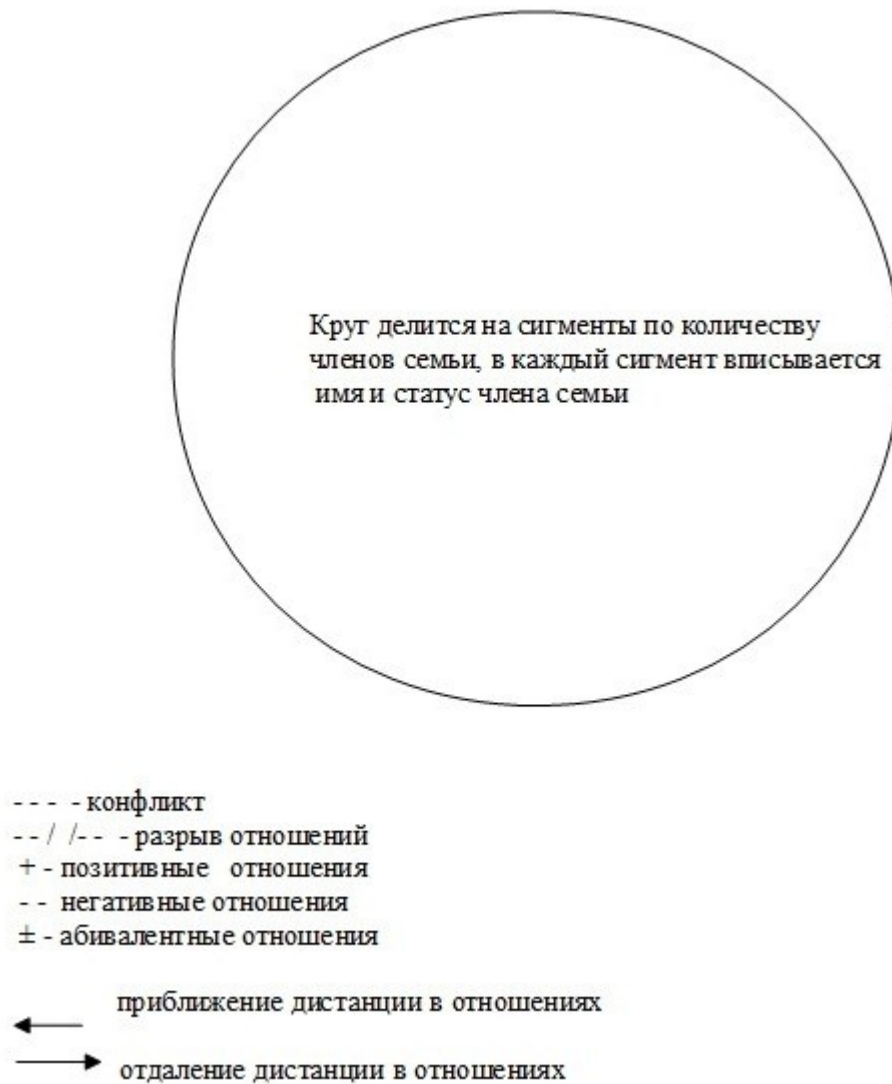 Круг делится на сигменты по количеству
членов семьи, в каждый сигмент вписывается
имя и статус члена семьи
- - - - конфликт
- - / /- - - разрыв отношений
+ - позитивные отношения
- - негативные отношения
± - абивалентные отношения
приближение дистанции в отношениях
отдаление дистанции в отношениях